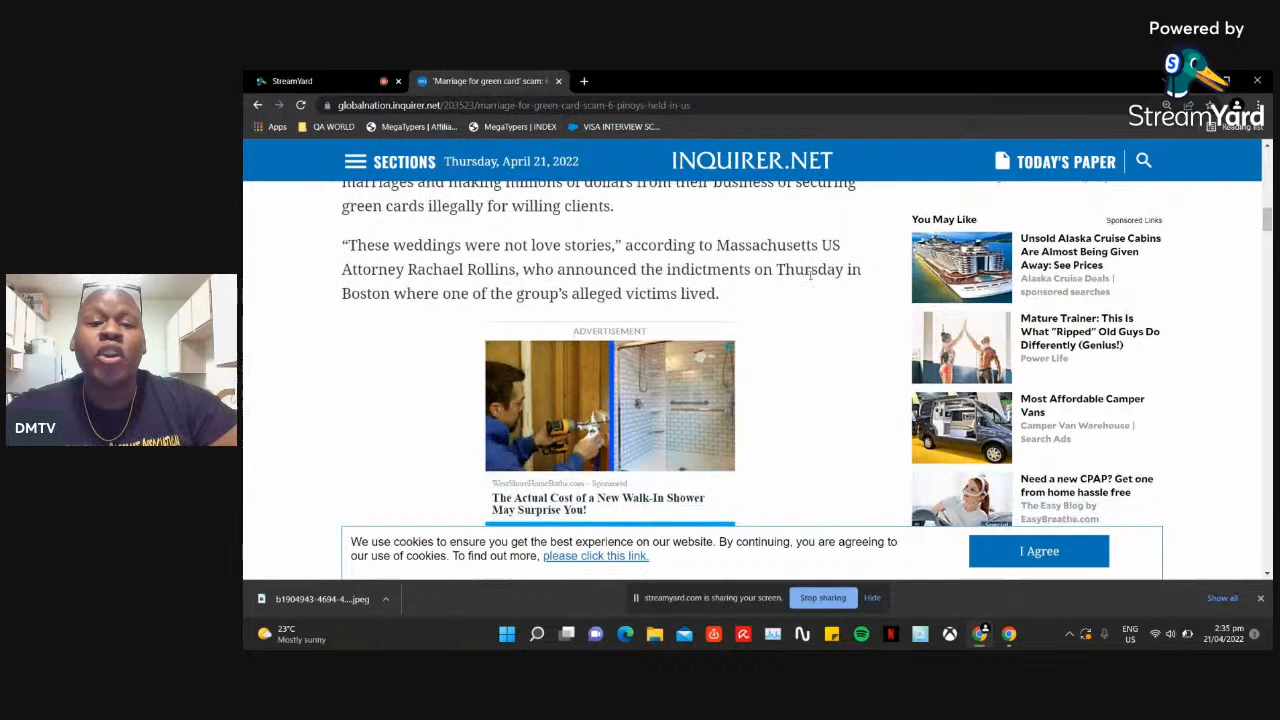 Powered by
StreamYard
StreamYard
'Marriage for green card' scam: 6
globalnation.inquirer.net/203523/marriage-for-green-card-scam-6-pinoys-held-in-us
Apps
QA WORLD
MegaTypers | Affilia...
MegaTypers | INDEX
VISA INTERVIEW SC...
Reading list
SECTIONS
Thursday, April 21, 2022
INQUIRER.NET
TODAY'S PAPER
marriages and making millions of dollars from their business of securing
green cards illegally for willing clients.
“These weddings were not love stories,” according to Massachusetts US
Attorney Rachael Rollins, who announced the indictments on Thursday in
Boston where one of the group’s alleged victims lived.
ADVERTISEMENT
WestShoreHomeBaths.com - Sponsored
The Actual Cost of a New Walk-In Shower
May Surprise You!
You May Like
Sponsored Links
Unsold Alaska Cruise Cabins
Are Almost Being Given
Away: See Prices
Alaska Cruise Deals |
sponsored searches
Mature Trainer: This Is
What "Ripped" Old Guys Do
Differently (Genius!)
Power Life
Most Affordable Camper
Vans
Camper Van Warehouse |
Search Ads
Need a new CPAP? Get one
from home hassle free
The Easy Blog by
EasyBreathe.com
We use cookies to ensure you get the best experience on our website. By continuing, you are agreeing to
our use of cookies. To find out more, please click this link.
I Agree
DMTV
b1904943-4694-4....jpeg
streamyard.com is sharing your screen.
Stop sharing
Hide
Show all
23°C
Mostly sunny
ENG
US
2:35 pm
21/04/2022